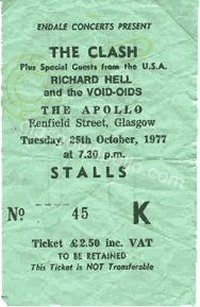 ENDALE CONCERTS PRESENT
THE CLASH
Plus Special Guests from the U.S.A.
RICHARD HELL
and the VOID-OIDS
THE APOLLO
Renfield Street, Glasgow
Tuesday, 25th October, 1977
at 7.30 p.m.
STALLS
No 45 K
Ticket £2.50 inc. VAT
TO BE RETAINED
This Ticket is NOT Transferable